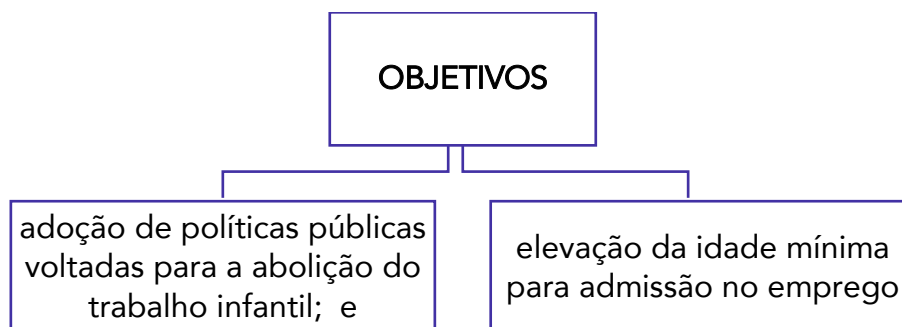 OBJETIVOS
adoção de políticas públicas
voltadas para a abolição do
trabalho infantil; e
elevação da idade mínima
para admissão no emprego